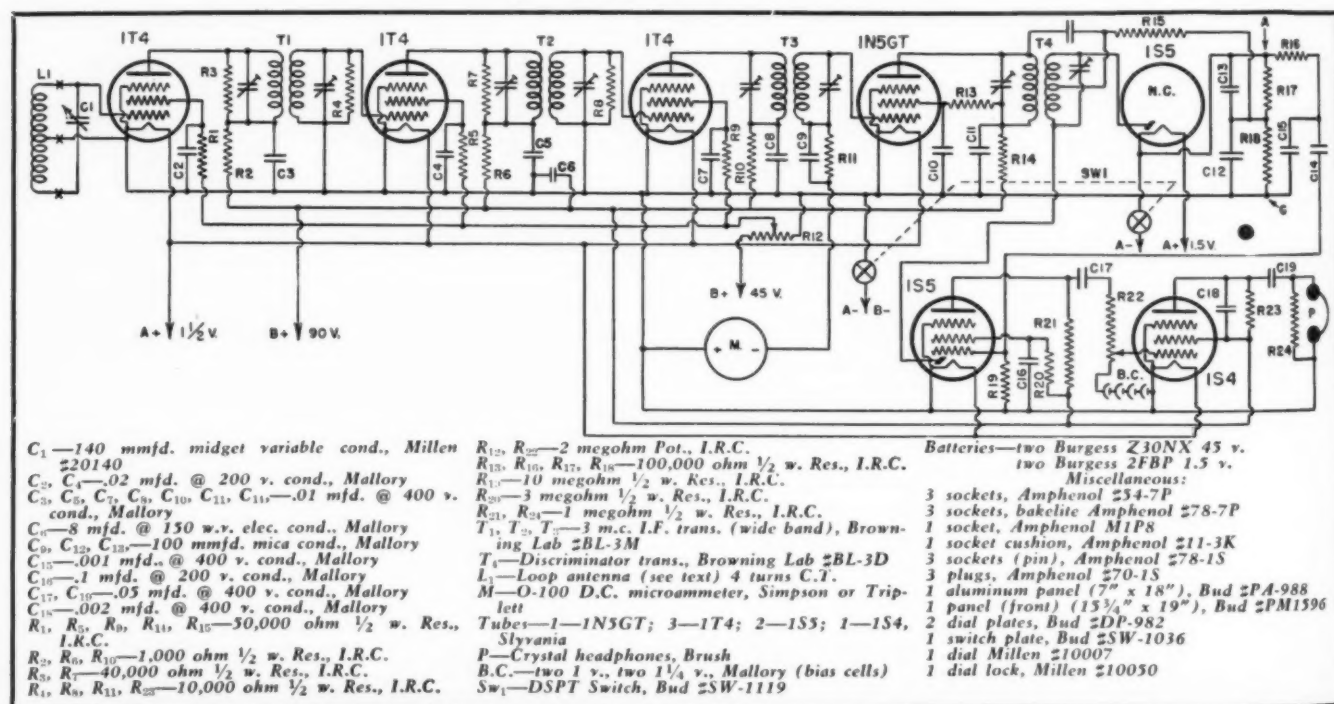 1T4
T1
1T4
T2
1T4
T3
1N5GT
T4
R15
1S5
A
R16
L1
C1
R3
R4
R7
R8
R13
N.C.
C13
R17
C2
R1
R2
C3
C4
R5
R6
C5
C6
C7
R9
R10
C8
C9
R11
C10
C11
R14
SW1
C12
R18
C15
C14
G
R12
A-
A+ 1.5 V.
B+ 45 V.
A- B-
A+ 1 1/2 V.
B+ 90 V.
M.
+ -
1S5
R19
C16
R20
R21
C17
R22
B.C.
1S4
C18
R23
C19
R24
P
C1—140 mmfd. midget variable cond., Millen
#20140
C2, C4—.02 mfd. @ 200 v. cond., Mallory
C3, C5, C7, C8, C10, C11, C14,—.01 mfd. @ 400 v.
cond., Mallory
C6—8 mfd. @ 150 w.v. elec. cond., Mallory
C9, C12, C13,—100 mmfd. mica cond., Mallory
C15—.001 mfd. @ 400 v. cond., Mallory
C16—.1 mfd. @ 200 v. cond., Mallory
C17, C19—.05 mfd. @ 400 v. cond., Mallory
C18—.002 mfd. @ 400 v. cond., Mallory
R1, R5, R9, R14, R15—50,000 ohm 1/2 w. Res.,
I.R.C.
R2, R6, R10—1,000 ohm 1/2 w. Res., I.R.C.
R3, R7—40,000 ohm 1/2 w. Res., I.R.C.
R4, R8, R11, R23—10,000 ohm 1/2 w. Res., I.R.C.
R12, R22—2 megohm Pot., I.R.C.
R13, R16, R17, R18—100,000 ohm 1/2 w. Res., I.R.C.
R19—10 megohm 1/2 w. Res., I.R.C.
R20—3 megohm 1/2 w. Res., I.R.C.
R21, R24—1 megohm 1/2 w. Res., I.R.C.
T1, T2, T3—3 m.c. I.F. trans. (wide band), Brown-
ing Lab #BL-3M
T4—Discriminator trans., Browning Lab #BL-3D
L1—Loop antenna (see text) 4 turns C.T.
M—O-100 D.C. microammeter, Simpson or Trip-
lett
Tubes—1—1N5GT; 3—1T4; 2—1S5; 1—1S4,
Slyvania
P—Crystal headphones, Brush
B.C.—two 1 v., two 1 1/4 v., Mallory (bias cells)
Sw1—DSPT Switch, Bud #SW-1119
Batteries—two Burgess Z30NX 45 v.
two Burgess 2FBP 1.5 v.
Miscellaneous:
3 sockets, Amphenol #54-7P
3 sockets, bakelite Amphenol #78-7P
1 socket, Amphenol M1P8
1 socket cushion, Amphenol #11-3K
3 sockets (pin), Amphenol #78-1S
3 plugs, Amphenol #70-1S
1 aluminum panel (7" x 18"), Bud #PA-988
1 panel (front) (15 3/4" x 19"), Bud #PM1596
2 dial plates, Bud #DP-982
1 switch plate, Bud #SW-1036
1 dial Millen #10007
1 dial lock, Millen #10050